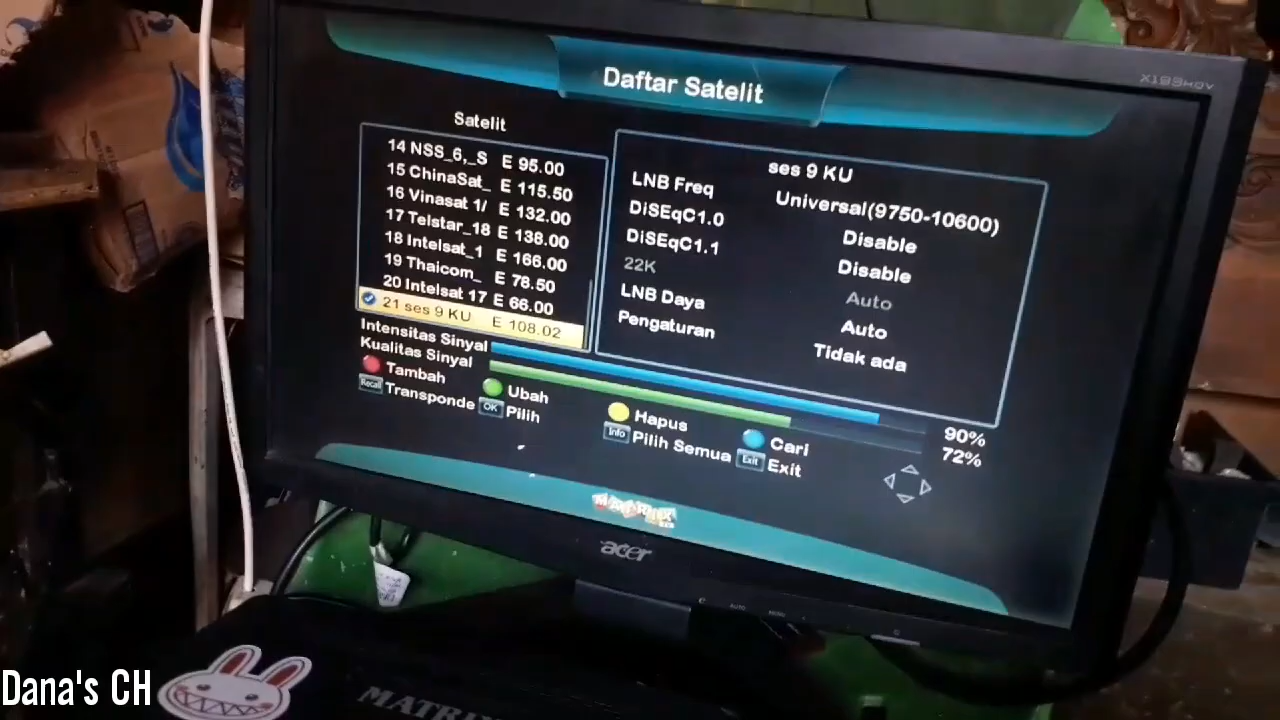 X193HQV
Daftar Satelit
Satelit
14 NSS_6,_S E 95.00
15 ChinaSat_ E 115.50
16 Vinasat 1/ E 132.00
17 Telstar_18 E 138.00
18 Intelsat_1 E 166.00
19 Thaicom_ E 78.50
20 Intelsat 17 E 66.00
21 ses 9 KU E 108.02
ses 9 KU
LNB Freq Universal(9750-10600)
DiSEqC1.0 Disable
DiSEqC1.1 Disable
22K Auto
LNB Daya Auto
Pengaturan Tidak ada
Intensitas Sinyal 90%
Kualitas Sinyal 72%
Tambah Ubah Hapus Cari
Recall Transponde OK Pilih Info Pilih Semua Exit Exit
MATRIX
acer
Dana's CH
MATRIX